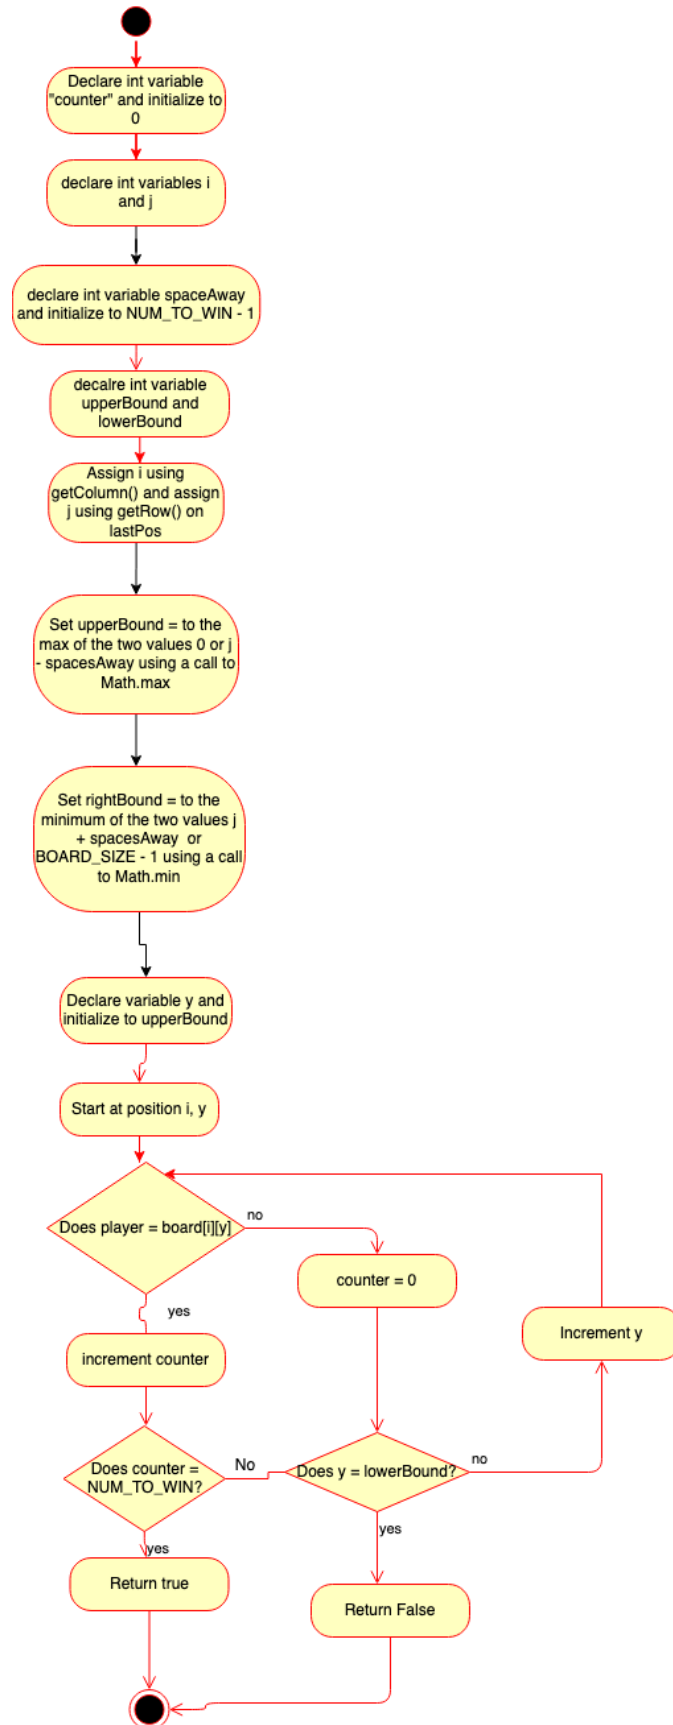 Declare int variable
"counter" and initialize to
0
declare int variables i
and j
declare int variable spaceAway
and initialize to NUM_TO_WIN - 1
decalre int variable
upperBound and
lowerBound
Assign i using
getColumn() and assign
j using getRow() on
lastPos
Set upperBound = to the
max of the two values 0 or j
- spacesAway using a call to
Math.max
Set rightBound = to the
minimum of the two values j
+ spacesAway or
BOARD_SIZE - 1 using a call
to Math.min
Declare variable y and
initialize to upperBound
Start at position i, y
Does player = board[i][y]
no
counter = 0
yes
increment counter
Increment y
Does counter =
NUM_TO_WIN?
No
Does y = lowerBound?
no
yes
yes
Return true
Return False